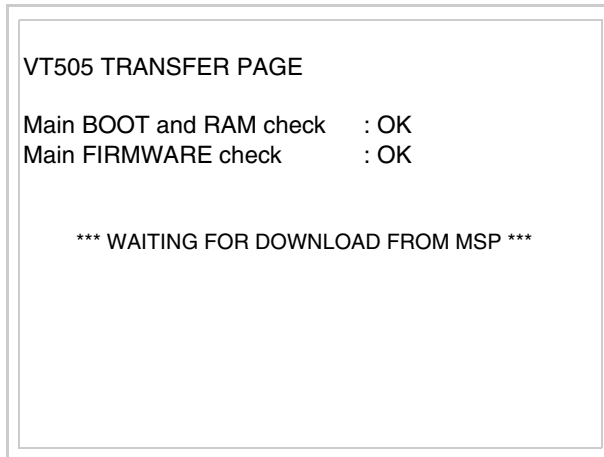 VT505 TRANSFER PAGE
Main BOOT and RAM check : OK
Main FIRMWARE check : OK
*** WAITING FOR DOWNLOAD FROM MSP ***